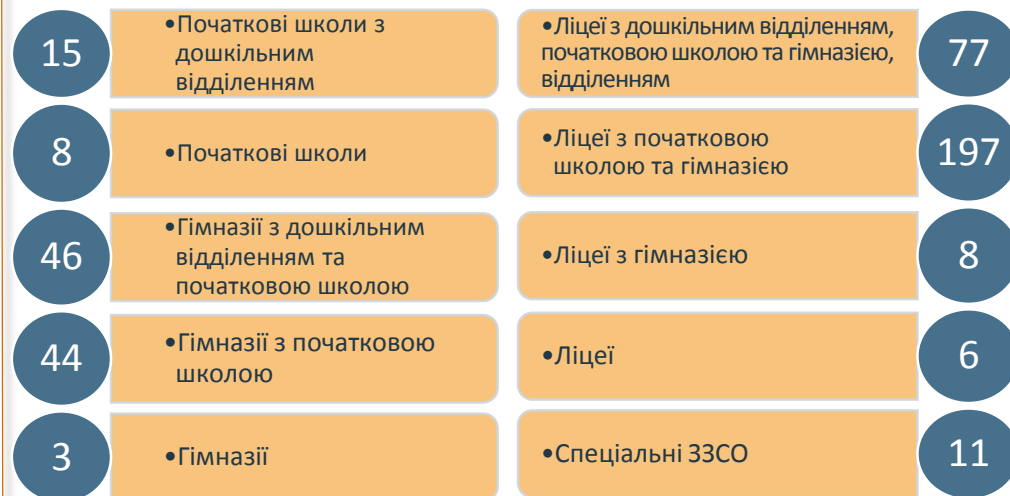 15
•Початкові школи з
дошкільним
відділенням
8
•Початкові школи
46
•Гімназії з дошкільним
відділенням та
початковою школою
44
•Гімназії з початковою
школою
3
•Гімназії
•Ліцеї з дошкільним відділенням,
початковою школою та гімназією,
відділенням
77
•Ліцеї з початковою
школою та гімназією
197
•Ліцеї з гімназією
8
•Ліцеї
6
•Спеціальні ЗЗСО
11